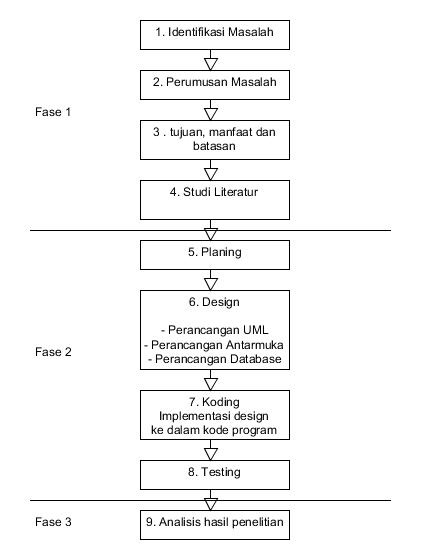 1. Identifikasi Masalah
2. Perumusan Masalah
Fase 1
3 . tujuan, manfaat dan
batasan
4. Studi Literatur
5. Planing
6. Design
- Perancangan UML
- Perancangan Antarmuka
- Perancangan Database
Fase 2
7. Koding
Implementasi design
ke dalam kode program
8. Testing
Fase 3
9. Analisis hasil penelitian